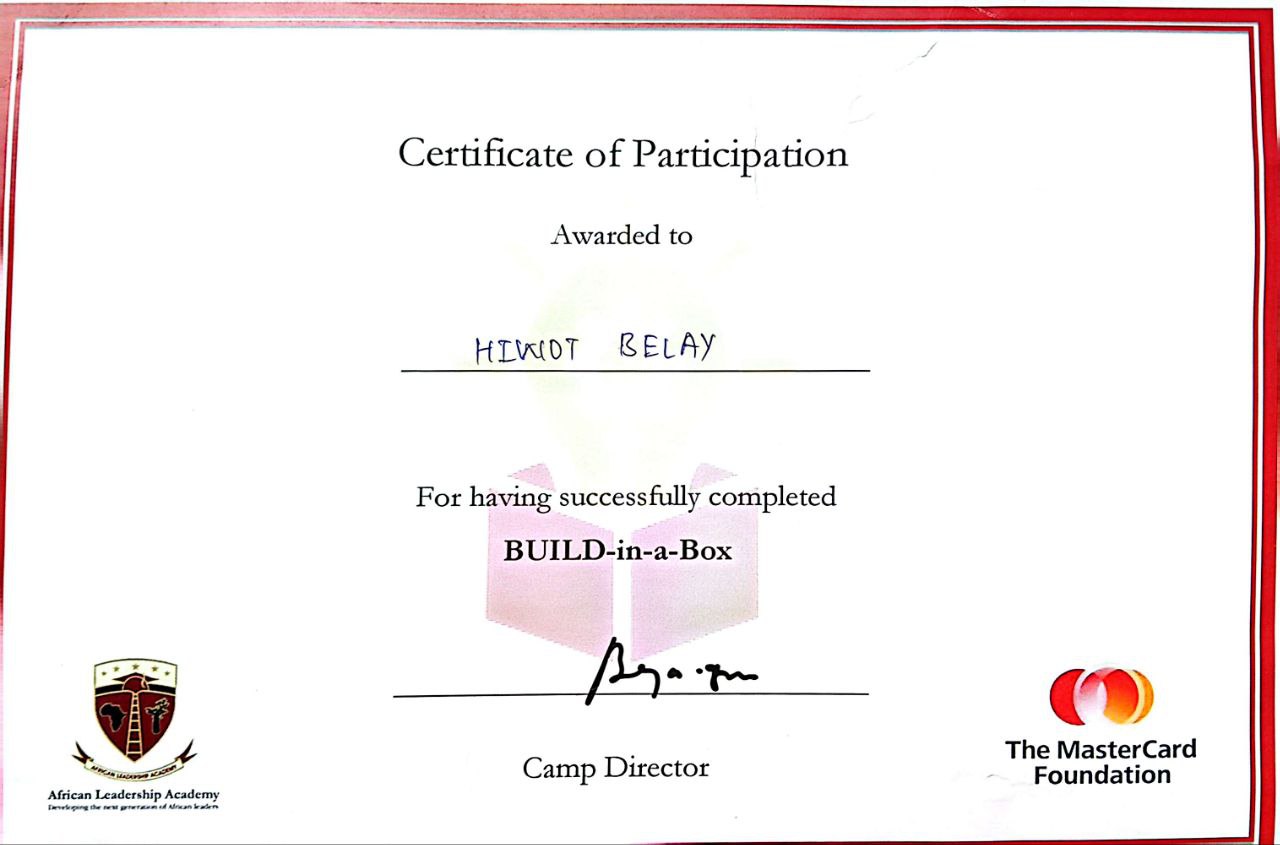 Certificate of Participation
Awarded to
HIWOT BELAY
For having successfully completed
BUILD-in-a-Box
Camp Director
AFRICAN LEADERSHIP ACADEMY
African Leadership Academy
Developing the next generation of African leaders
The MasterCard
Foundation